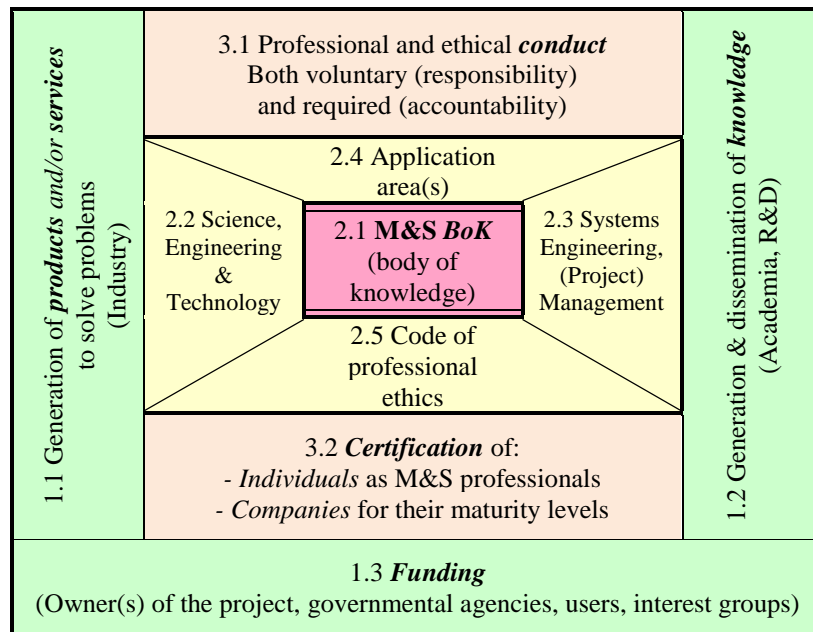 1.1 Generation of products and/or services
to solve problems
(Industry)
3.1 Professional and ethical conduct
Both voluntary (responsibility)
and required (accountability)
2.4 Application
area(s)
2.2 Science,
Engineering
&
Technology
2.1 M&S BoK
(body of
knowledge)
2.3 Systems
Engineering,
(Project)
Management
2.5 Code of
professional
ethics
3.2 Certification of:
- Individuals as M&S professionals
- Companies for their maturity levels
1.2 Generation & dissemination of knowledge
(Academia, R&D)
1.3 Funding
(Owner(s) of the project, governmental agencies, users, interest groups)